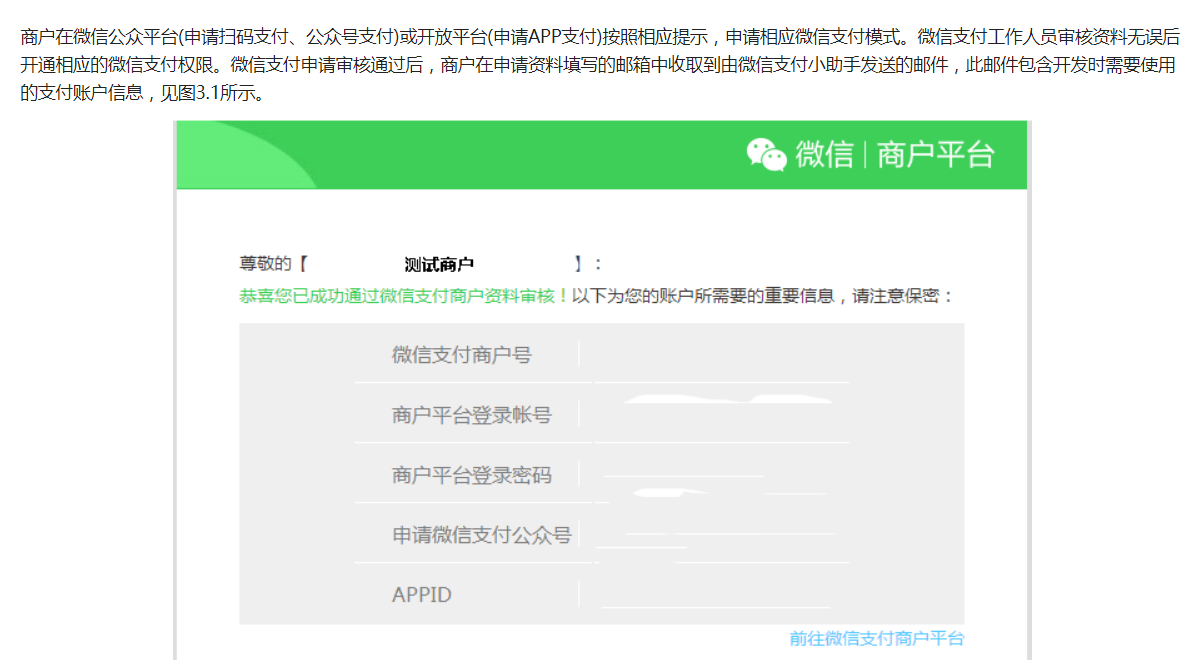 商户在微信公众平台(申请扫码支付、公众号支付)或开放平台(申请APP支付)按照相应提示，申请相应微信支付模式。微信支付工作人员审核资料无误后
开通相应的微信支付权限。微信支付申请审核通过后，商户在申请资料填写的邮箱中收取到由微信支付小助手发送的邮件，此邮件包含开发时需要使用
的支付账户信息，见图3.1所示。
微信|商户平台
尊敬的【 测试商户 】：
恭喜您已成功通过微信支付商户资料审核！以下为您的账户所需要的重要信息，请注意保密：
微信支付商户号
商户平台登录帐号
商户平台登录密码
申请微信支付公众号
APPID
前往微信支付商户平台